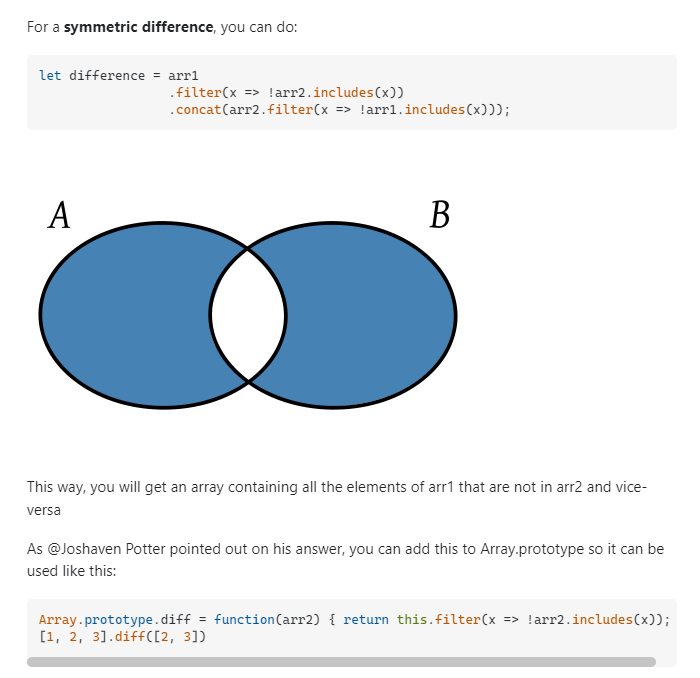 For a symmetric difference, you can do:
let difference = arr1
.filter(x => !arr2.includes(x))
.concat(arr2.filter(x => !arr1.includes(x)));
A B
This way, you will get an array containing all the elements of arr1 that are not in arr2 and vice-
versa
As @Joshaven Potter pointed out on his answer, you can add this to Array.prototype so it can be
used like this:
Array.prototype.diff = function(arr2) { return this.filter(x => !arr2.includes(x));
[1, 2, 3].diff([2, 3])